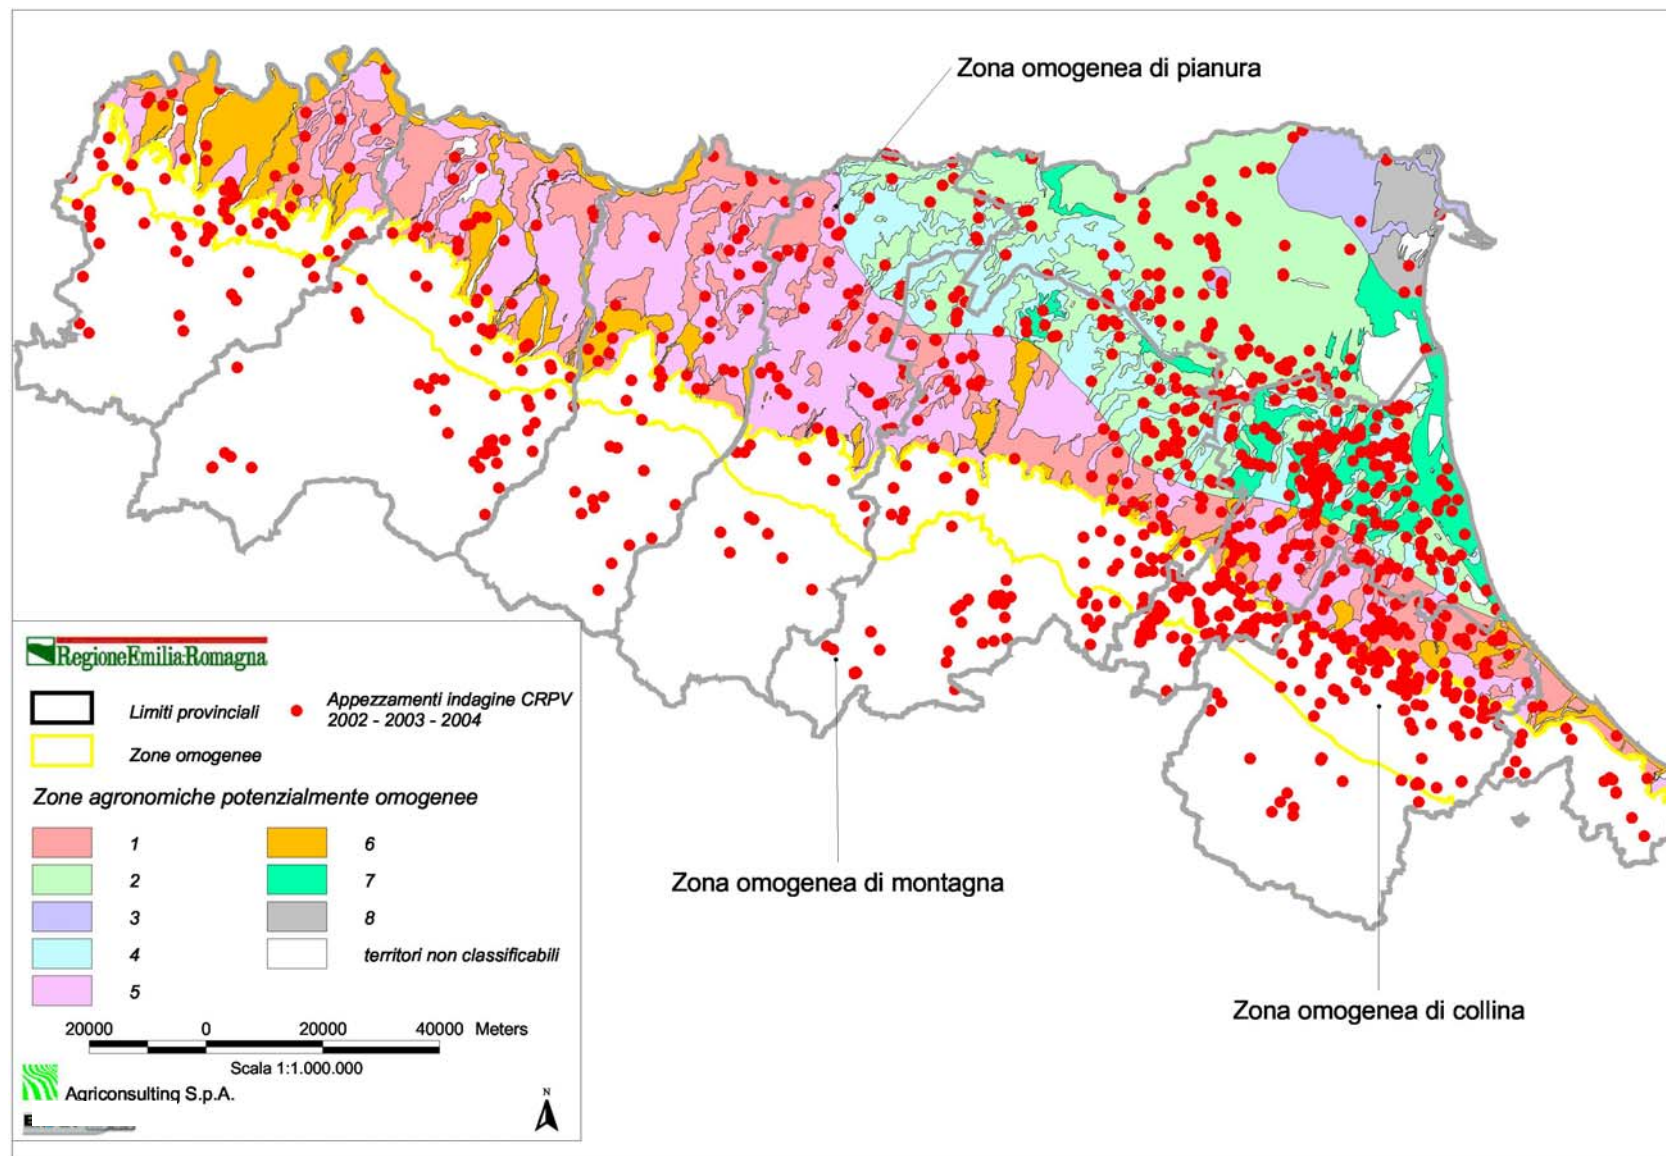 Zona omogenea di pianura
RegioneEmilia-Romagna
Limiti provinciali
Appezzamenti indagine CRPV
2002 - 2003 - 2004
Zone omogenee
Zone agronomiche potenzialmente omogenee
1
6
2
7
3
8
4
territori non classificabili
5
20000 0 20000 40000 Meters
Scala 1:1.000.000
Agriconsulting S.p.A.
N
Zona omogenea di montagna
Zona omogenea di collina